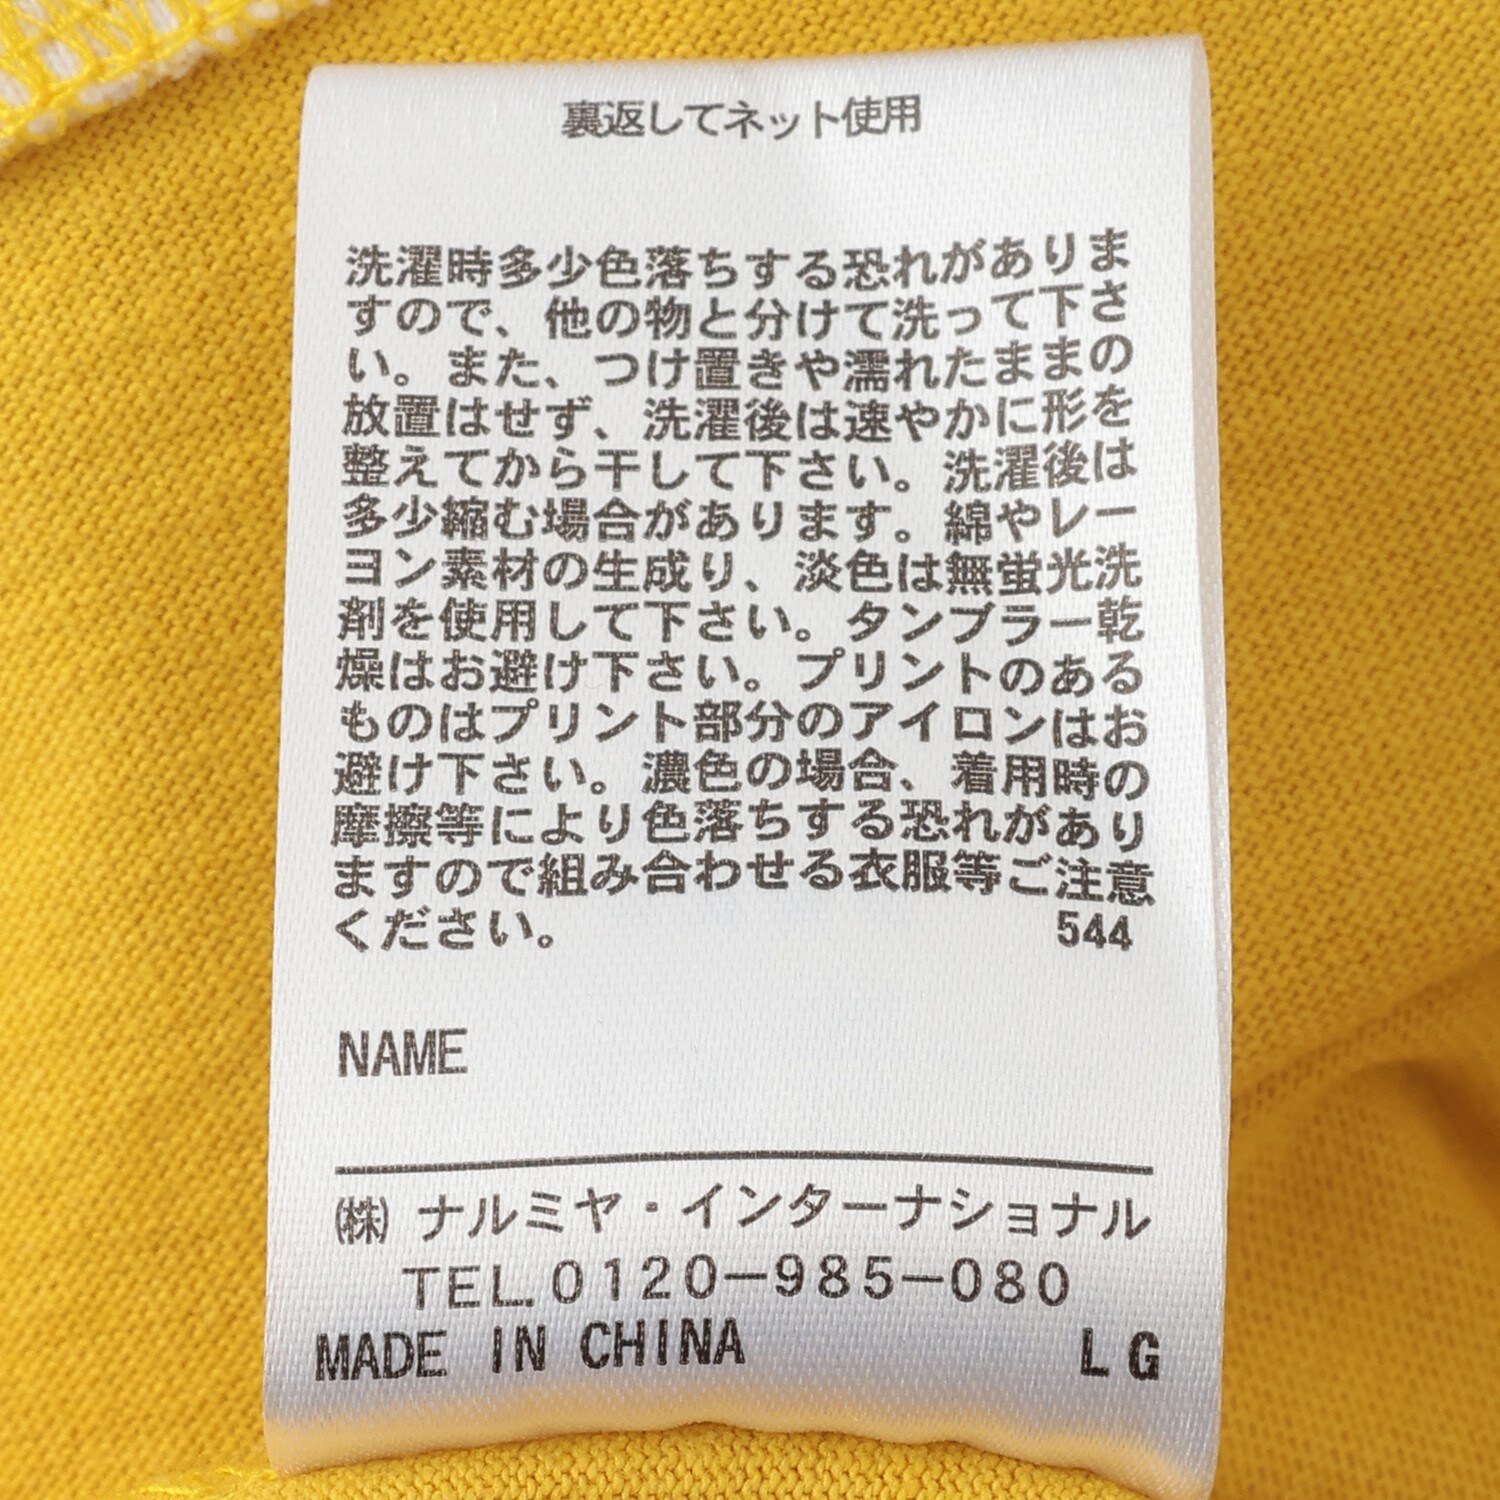 裏返してネット使用
洗濯時多少色落ちする恐れがありま
すので、他の物と分けて洗って下さ
い。また、つけ置きや濡れたままの
放置はせず、洗濯後は速やかに形を
整えてから干して下さい。洗濯後は
多少縮む場合があります。綿やレー
ヨン素材の生成り、淡色は無蛍光洗
剤を使用して下さい。タンブラー乾
燥はお避け下さい。プリントのある
ものはプリント部分のアイロンはお
避け下さい。濃色の場合、着用時の
摩擦等により色落ちする恐れがあり
ますので組み合わせる衣服等ご注意
ください。 544
NAME
㈱ ナルミヤ・インターナショナル
TEL.0120-985-080
MADE IN CHINA LG